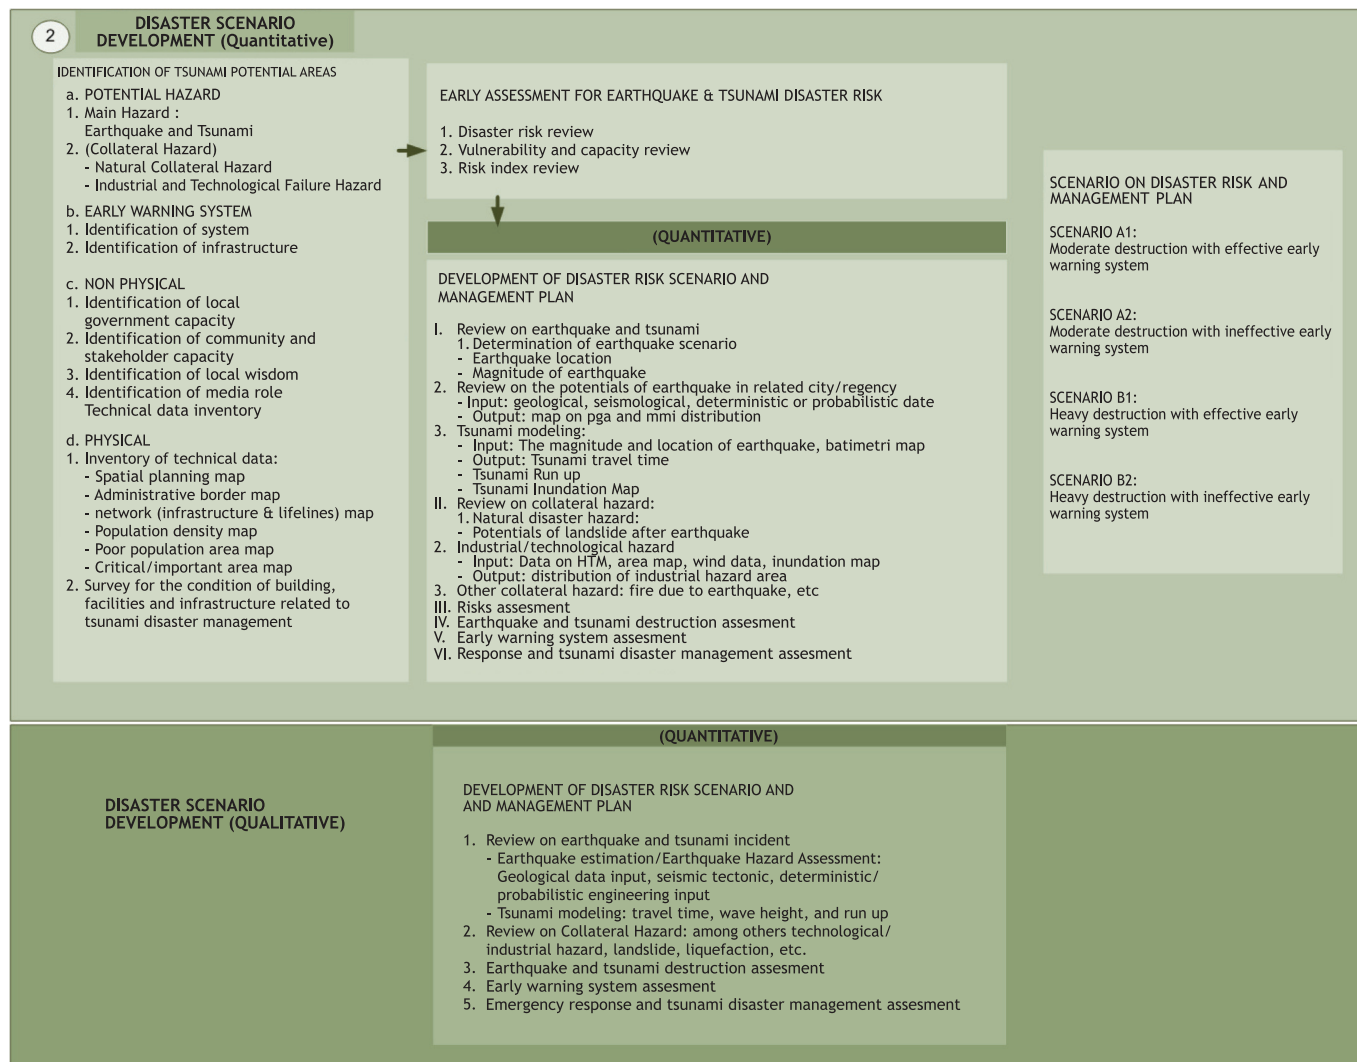 2
DISASTER SCENARIO
DEVELOPMENT (Quantitative)
IDENTIFICATION OF TSUNAMI POTENTIAL AREAS
a. POTENTIAL HAZARD
1. Main Hazard :
Earthquake and Tsunami
2. (Collateral Hazard)
- Natural Collateral Hazard
- Industrial and Technological Failure Hazard
b. EARLY WARNING SYSTEM
1. Identification of system
2. Identification of infrastructure
c. NON PHYSICAL
1. Identification of local
government capacity
2. Identification of community and
stakeholder capacity
3. Identification of local wisdom
4. Identification of media role
Technical data inventory
d. PHYSICAL
1. Inventory of technical data:
- Spatial planning map
- Administrative border map
- network (infrastructure & lifelines) map
- Population density map
- Poor population area map
- Critical/important area map
2. Survey for the condition of building,
facilities and infrastructure related to
tsunami disaster management
EARLY ASSESSMENT FOR EARTHQUAKE & TSUNAMI DISASTER RISK
1. Disaster risk review
2. Vulnerability and capacity review
3. Risk index review
(QUANTITATIVE)
DEVELOPMENT OF DISASTER RISK SCENARIO AND
MANAGEMENT PLAN
I. Review on earthquake and tsunami
1. Determination of earthquake scenario
- Earthquake location
- Magnitude of earthquake
2. Review on the potentials of earthquake in related city/regency
- Input: geological, seismological, deterministic or probabilistic date
- Output: map on pga and mmi distribution
3. Tsunami modeling:
- Input: The magnitude and location of earthquake, batimetri map
- Output: Tsunami travel time
- Tsunami Run up
- Tsunami Inundation Map
II. Review on collateral hazard:
1. Natural disaster hazard:
- Potentials of landslide after earthquake
2. Industrial/technological hazard
- Input: Data on HTM, area map, wind data, inundation map
- Output: distribution of industrial hazard area
3. Other collateral hazard: fire due to earthquake, etc
III. Risks assesment
IV. Earthquake and tsunami destruction assesment
V. Early warning system assesment
VI. Response and tsunami disaster management assesment
SCENARIO ON DISASTER RISK AND
MANAGEMENT PLAN
SCENARIO A1:
Moderate destruction with effective early
warning system
SCENARIO A2:
Moderate destruction with ineffective early
warning system
SCENARIO B1:
Heavy destruction with effective early
warning system
SCENARIO B2:
Heavy destruction with ineffective early
warning system
DISASTER SCENARIO
DEVELOPMENT (QUALITATIVE)
(QUANTITATIVE)
DEVELOPMENT OF DISASTER RISK SCENARIO AND
AND MANAGEMENT PLAN
1. Review on earthquake and tsunami incident
- Earthquake estimation/Earthquake Hazard Assessment:
Geological data input, seismic tectonic, deterministic/
probabilistic engineering input
- Tsunami modeling: travel time, wave height, and run up
2. Review on Collateral Hazard: among others technological/
industrial hazard, landslide, liquefaction, etc.
3. Earthquake and tsunami destruction assesment
4. Early warning system assesment
5. Emergency response and tsunami disaster management assesment